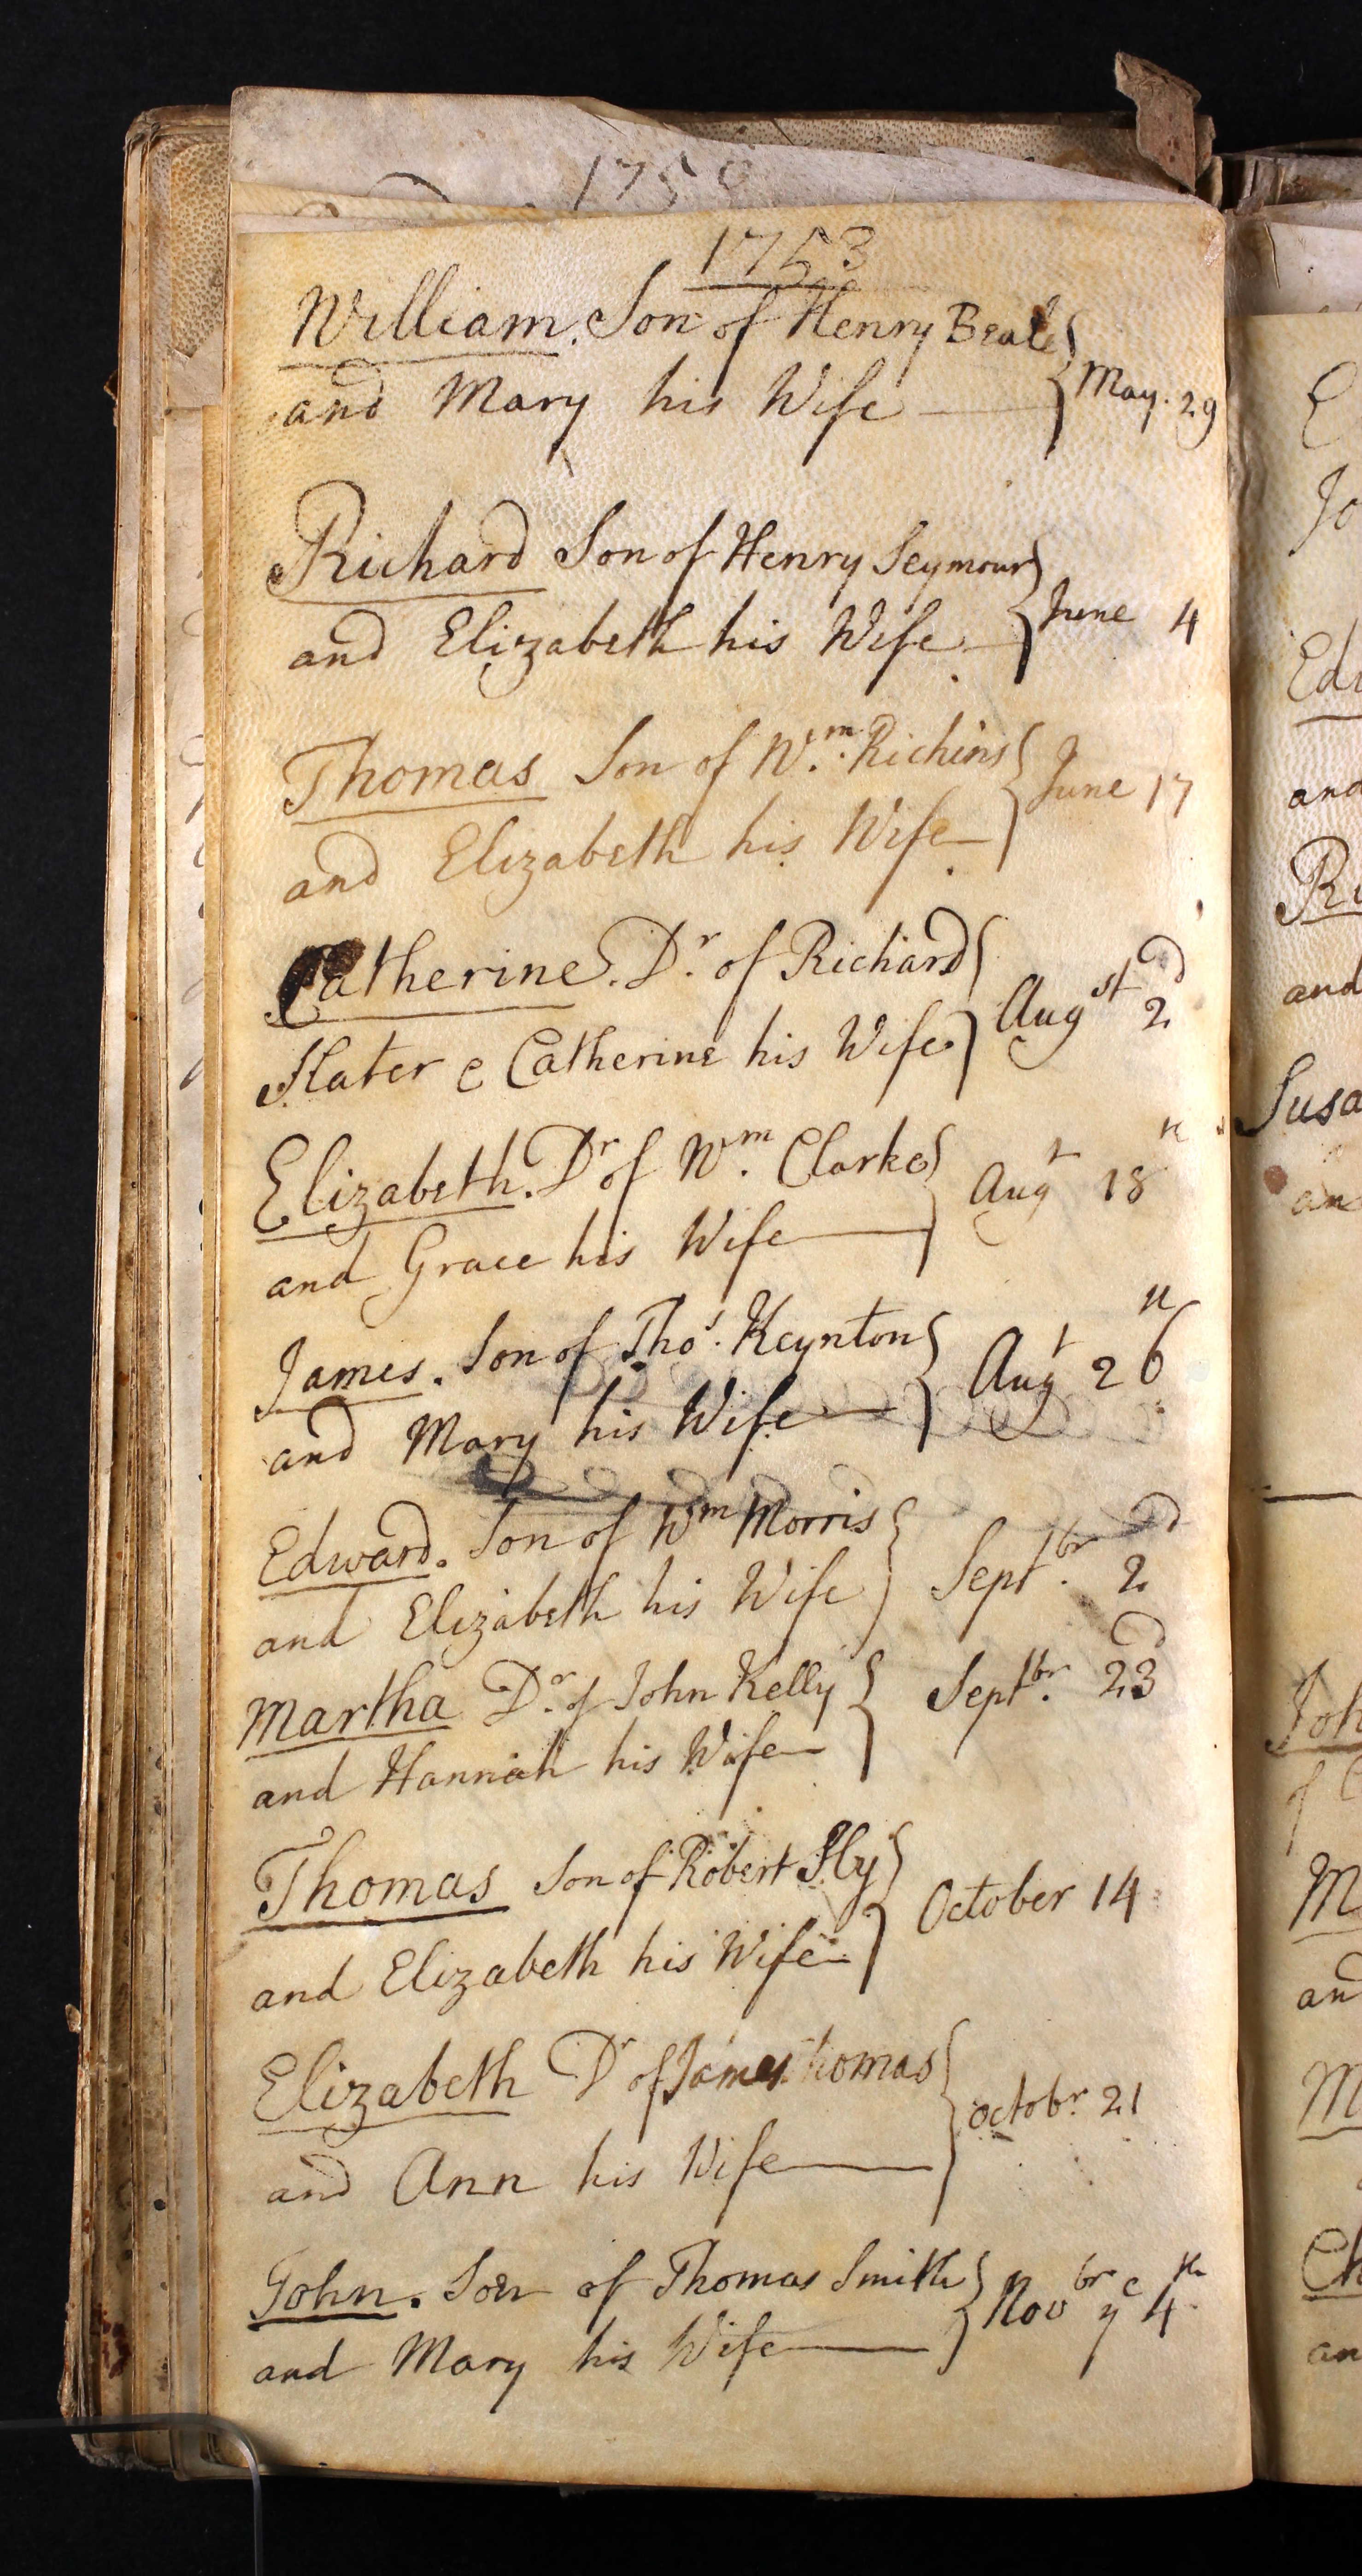 1750
1753
William. Son of Henry Beale
and Mary his Wife May. 29
Richard Son of Henry Seymour
and Elizabeth his Wife June 4
Thomas Son of Wm. Richins June 17
and Elizabeth his Wife
Catherine. Dr. of Richard
Slater & Catherine his Wife Augst 2d
Elizabeth. Dr of Wm. Clarke Augt 18th
and Grace his Wife
James. Son of Thos. Keynton Augt 26th
and Mary his Wife
Edward. Son of Wm Morris
and Elizabeth his Wife Septbr. 2d
Martha Dr. of John Kelly Septbr. 23d
and Hannah his Wife
Thomas Son of Robert Sly October 14
and Elizabeth his Wife
Elizabeth Dr of James Thomas
and Ann his Wife Octobr. 21
John. Son of Thomas Smith Novbr ye 4th
and Mary his Wife
Jo
Edw
and
Ri
and
Susa
an
Joh
of
M
an
M
Ch
an